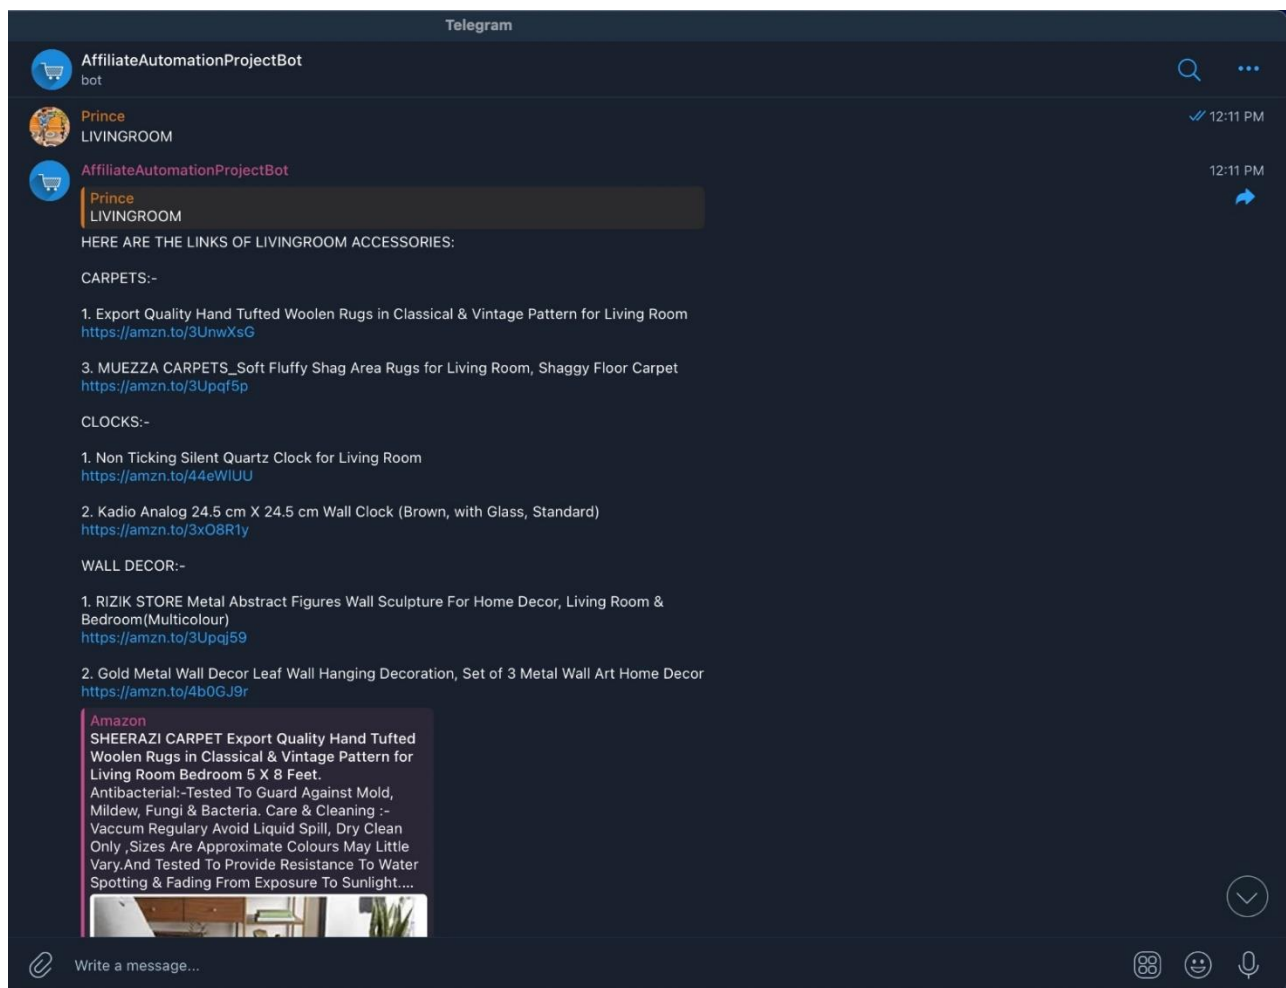 Telegram
AffiliateAutomationProjectBot
bot
Prince
12:11 PM
LIVINGROOM
AffiliateAutomationProjectBot
12:11 PM
Prince
LIVINGROOM
HERE ARE THE LINKS OF LIVINGROOM ACCESSORIES:
CARPETS:-
1. Export Quality Hand Tufted Woolen Rugs in Classical & Vintage Pattern for Living Room
https://amzn.to/3UnwXsG
3. MUEZZA CARPETS_Soft Fluffy Shag Area Rugs for Living Room, Shaggy Floor Carpet
https://amzn.to/3Upqf5p
CLOCKS:-
1. Non Ticking Silent Quartz Clock for Living Room
https://amzn.to/44eWlUU
2. Kadio Analog 24.5 cm X 24.5 cm Wall Clock (Brown, with Glass, Standard)
https://amzn.to/3xO8R1y
WALL DECOR:-
1. RIZIK STORE Metal Abstract Figures Wall Sculpture For Home Decor, Living Room &
Bedroom(Multicolour)
https://amzn.to/3Upqj59
2. Gold Metal Wall Decor Leaf Wall Hanging Decoration, Set of 3 Metal Wall Art Home Decor
https://amzn.to/4b0GJ9r
Amazon
SHEERAZI CARPET Export Quality Hand Tufted
Woolen Rugs in Classical & Vintage Pattern for
Living Room Bedroom 5 X 8 Feet.
Antibacterial:-Tested To Guard Against Mold,
Mildew, Fungi & Bacteria. Care & Cleaning :-
Vaccum Regulary Avoid Liquid Spill, Dry Clean
Only ,Sizes Are Approximate Colours May Little
Vary.And Tested To Provide Resistance To Water
Spotting & Fading From Exposure To Sunlight....
Write a message...